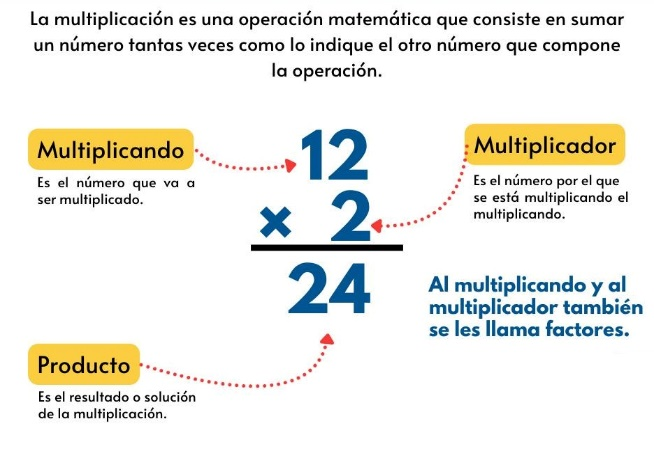 La multiplicación es una operación matemática que consiste en sumar
un número tantas veces como lo indique el otro número que compone
la operación.
Multiplicando
Es el número que va a
ser multiplicado.
12
× 2
24
Multiplicador
Es el número por el que
se está multiplicando el
multiplicando.
Al multiplicando y al
multiplicador también
se les llama factores.
Producto
Es el resultado o solución
de la multiplicación.